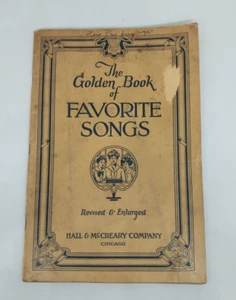 The
Golden Book
of
FAVORITE
SONGS
Revised & Enlarged
HALL & McCREARY COMPANY
CHICAGO